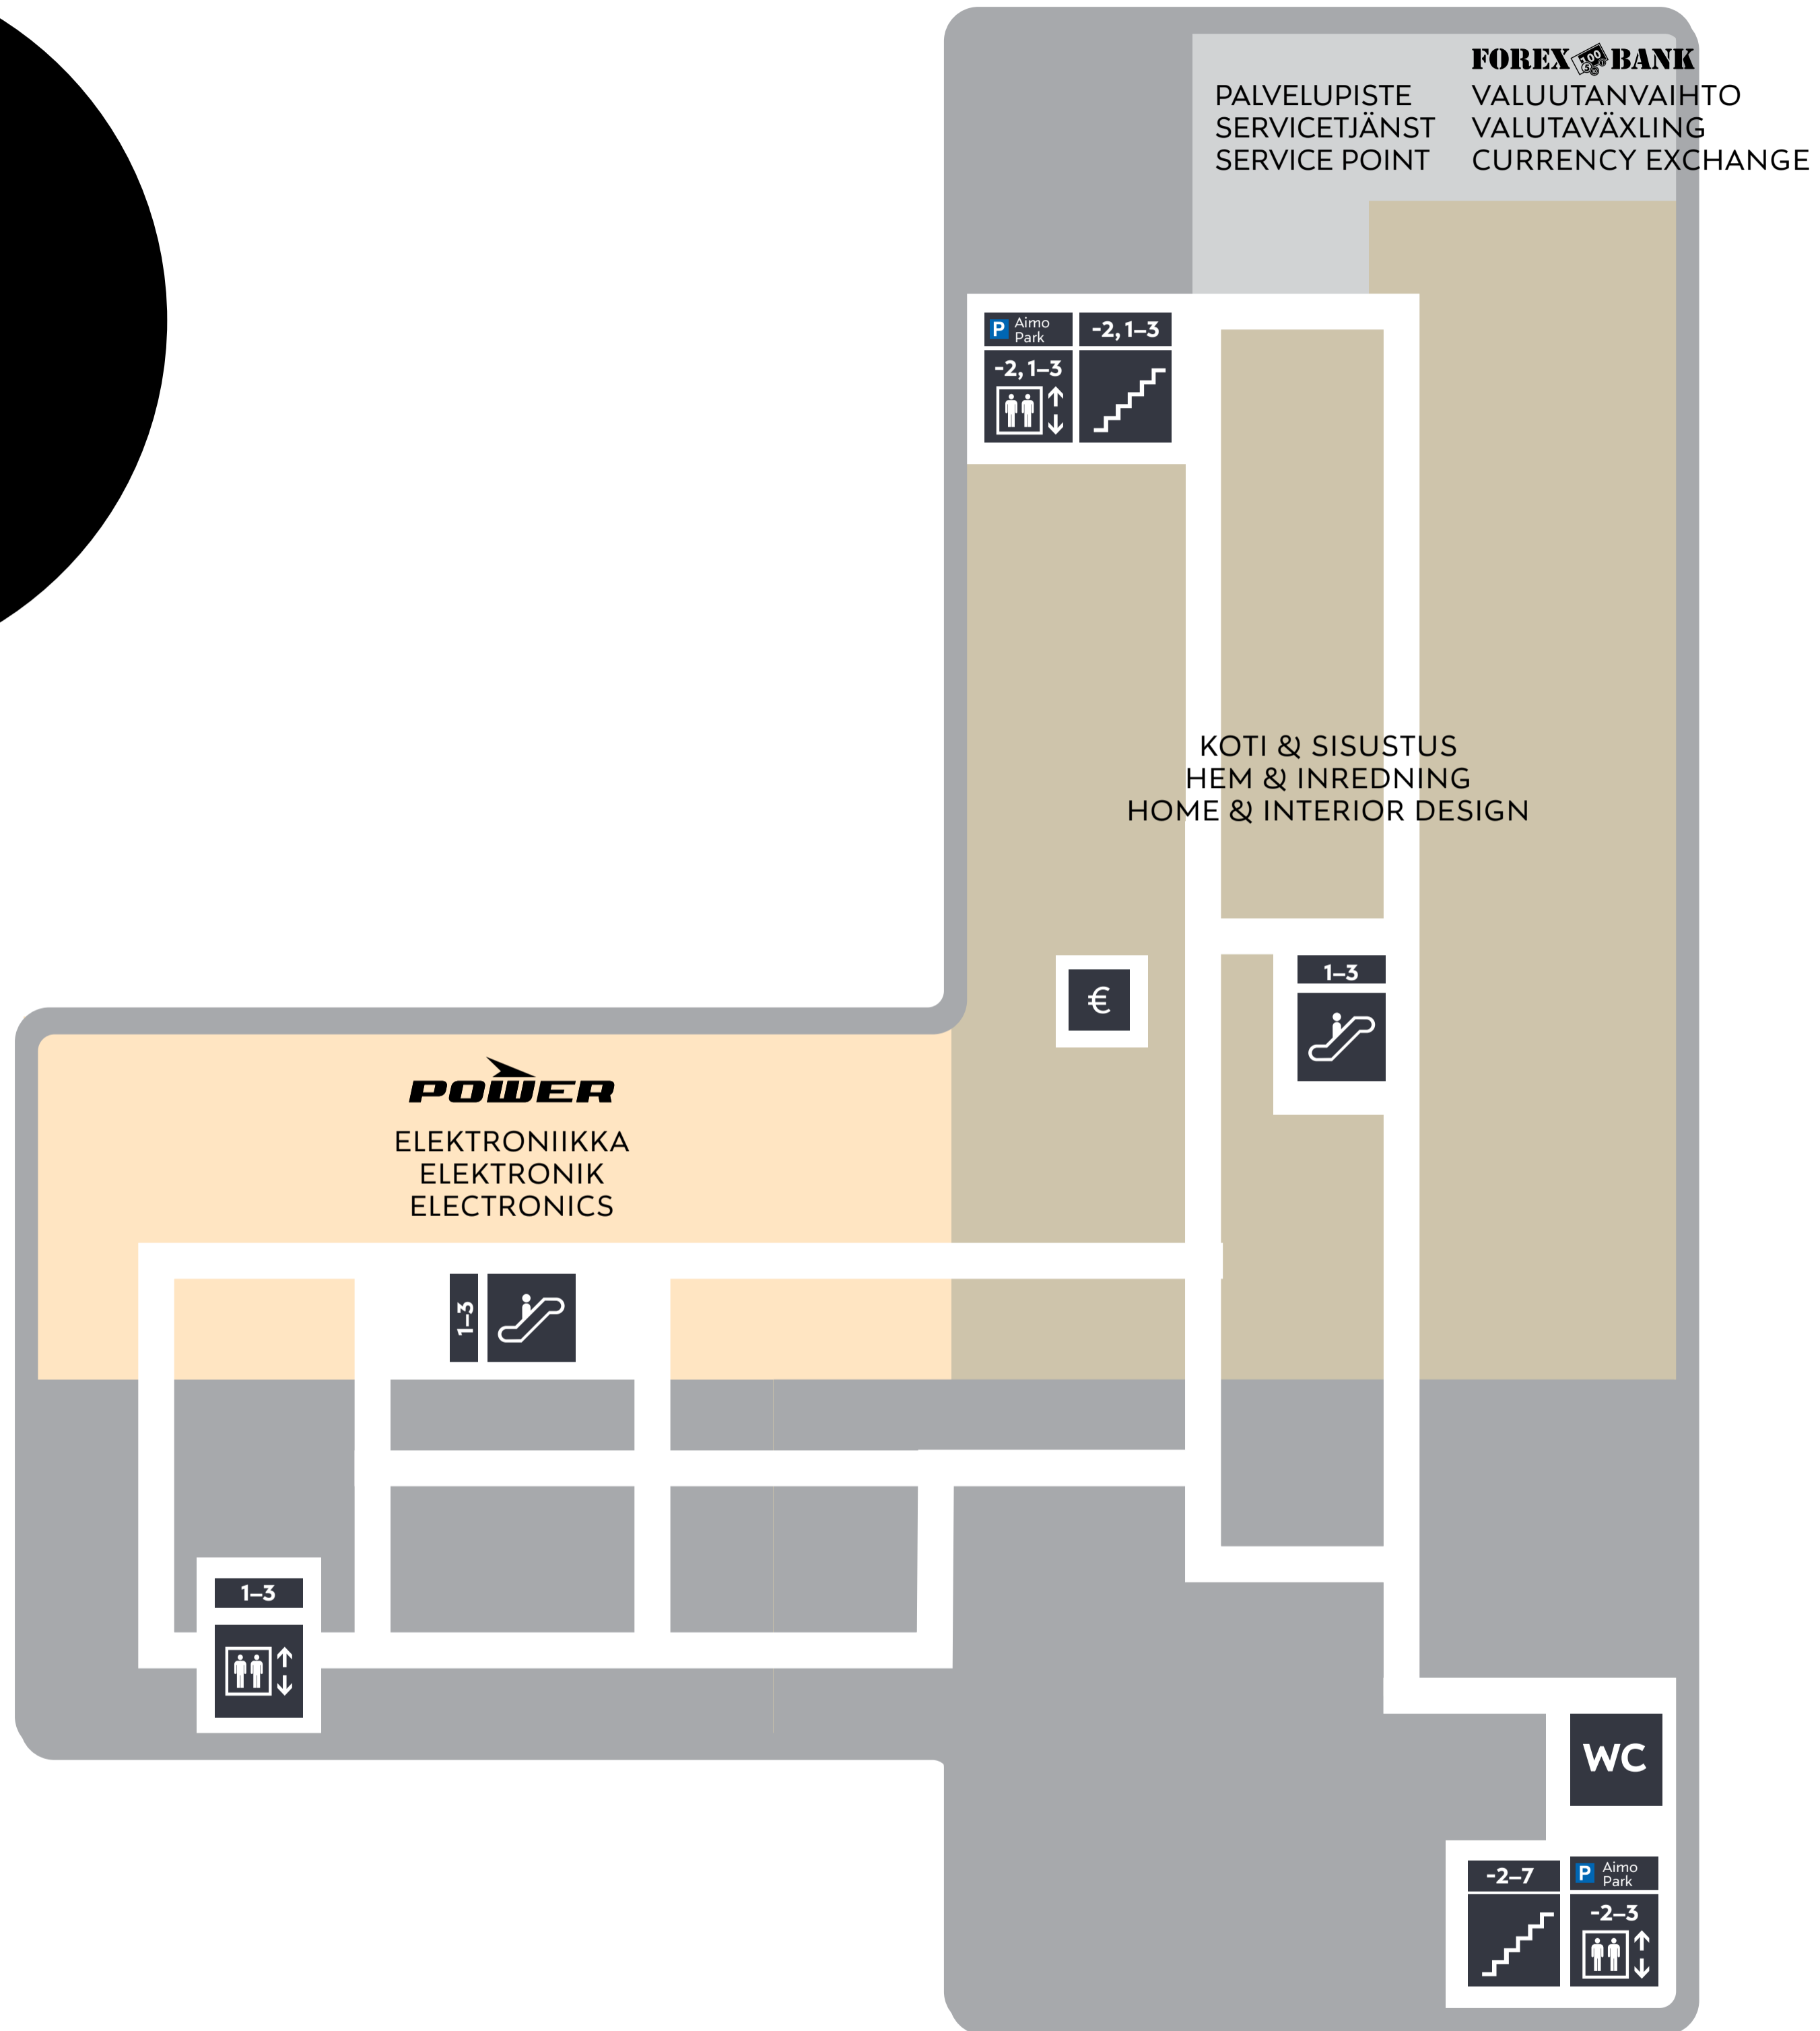 FOREX BANK
100
PALVELUPISTE
SERVICETJÄNST
SERVICE POINT
VALUUTANVAIHTO
VALUTAVÄXLING
CURRENCY EXCHANGE
P Aimo
Park
-2, 1–3
-2, 1–3
KOTI & SISUSTUS
HEM & INREDNING
HOME & INTERIOR DESIGN
€
1–3
POWER
ELEKTRONIIKKA
ELEKTRONIK
ELECTRONICS
1–3
1–3
WC
-2–7
P Aimo
Park
-2–3